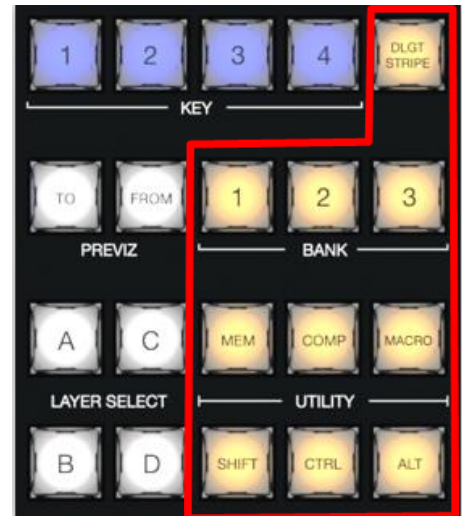 1 2 3 4 DLGT
STRIPE
KEY
TO FROM 1 2 3
PREVIZ BANK
A C MEM COMP MACRO
LAYER SELECT UTILITY
B D SHIFT CTRL ALT